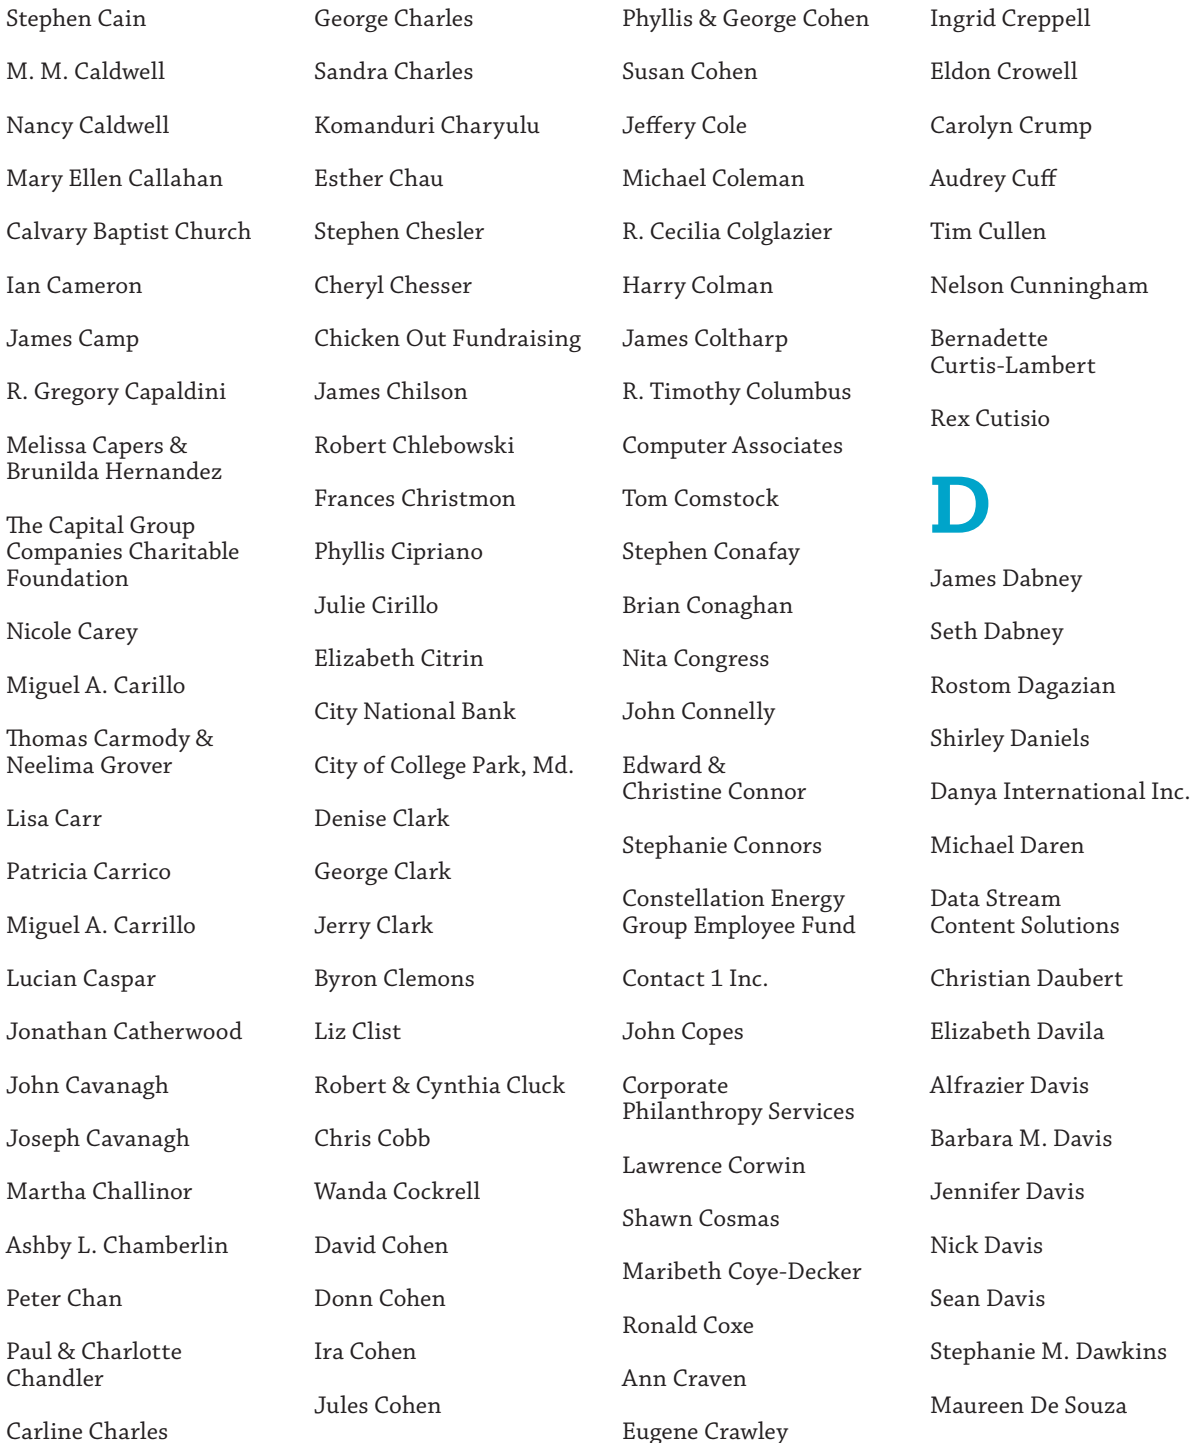 Stephen Cain
M. M. Caldwell
Nancy Caldwell
Mary Ellen Callahan
Calvary Baptist Church
Ian Cameron
James Camp
R. Gregory Capaldini
Melissa Capers &
Brunilda Hernandez
The Capital Group
Companies Charitable
Foundation
Nicole Carey
Miguel A. Carillo
Thomas Carmody &
Neelima Grover
Lisa Carr
Patricia Carrico
Miguel A. Carrillo
Lucian Caspar
Jonathan Catherwood
John Cavanagh
Joseph Cavanagh
Martha Challinor
Ashby L. Chamberlin
Peter Chan
Paul & Charlotte
Chandler
Carline Charles
George Charles
Sandra Charles
Komanduri Charyulu
Esther Chau
Stephen Chesler
Cheryl Chesser
Chicken Out Fundraising
James Chilson
Robert Chlebowski
Frances Christmon
Phyllis Cipriano
Julie Cirillo
Elizabeth Citrin
City National Bank
City of College Park, Md.
Denise Clark
George Clark
Jerry Clark
Byron Clemons
Liz Clist
Robert & Cynthia Cluck
Chris Cobb
Wanda Cockrell
David Cohen
Donn Cohen
Ira Cohen
Jules Cohen
Phyllis & George Cohen
Susan Cohen
Jeffery Cole
Michael Coleman
R. Cecilia Colglazier
Harry Colman
James Coltharp
R. Timothy Columbus
Computer Associates
Tom Comstock
Stephen Conafay
Brian Conaghan
Nita Congress
John Connelly
Edward &
Christine Connor
Stephanie Connors
Constellation Energy
Group Employee Fund
Contact 1 Inc.
John Copes
Corporate
Philanthropy Services
Lawrence Corwin
Shawn Cosmas
Maribeth Coye-Decker
Ronald Coxe
Ann Craven
Eugene Crawley
Ingrid Creppell
Eldon Crowell
Carolyn Crump
Audrey Cuff
Tim Cullen
Nelson Cunningham
Bernadette
Curtis-Lambert
Rex Cutisio
D
James Dabney
Seth Dabney
Rostom Dagazian
Shirley Daniels
Danya International Inc.
Michael Daren
Data Stream
Content Solutions
Christian Daubert
Elizabeth Davila
Alfrazier Davis
Barbara M. Davis
Jennifer Davis
Nick Davis
Sean Davis
Stephanie M. Dawkins
Maureen De Souza